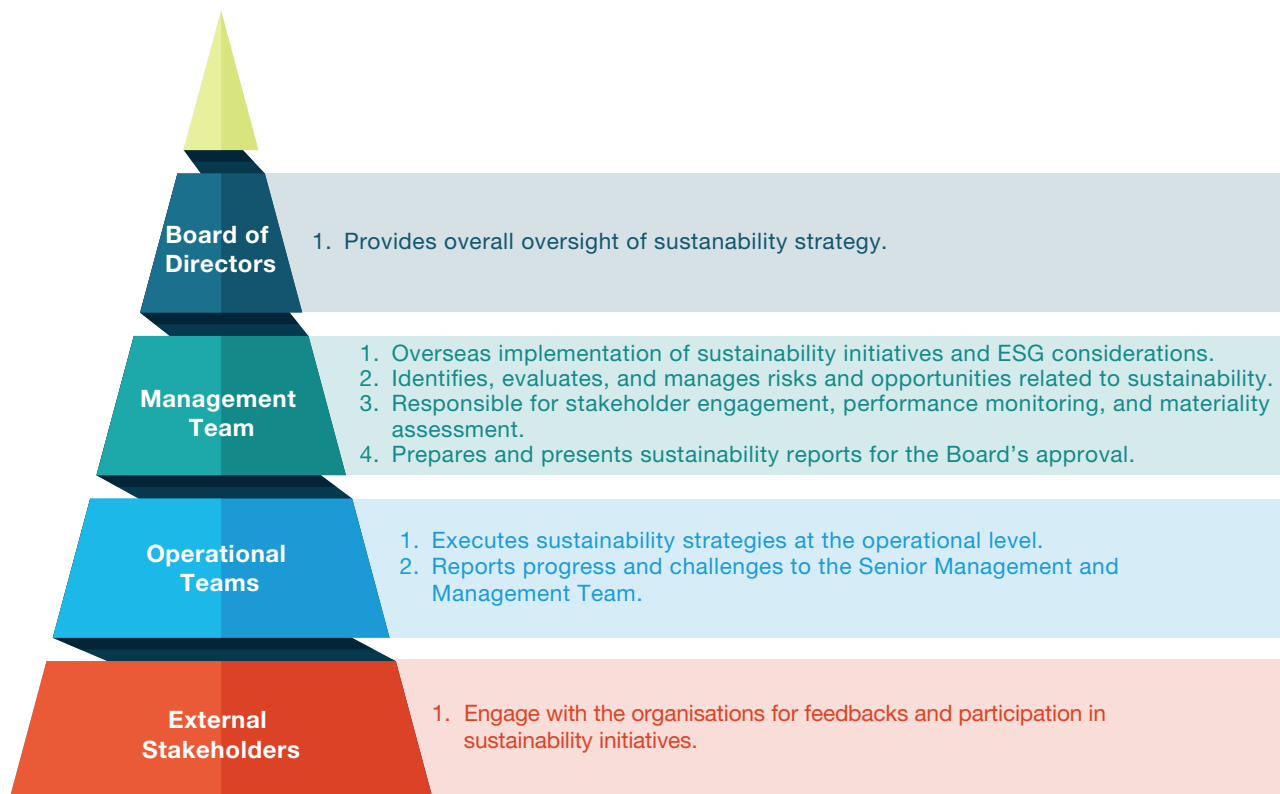 Board of
Directors
1. Provides overall oversight of sustanability strategy.
Management
Team
1. Overseas implementation of sustainability initiatives and ESG considerations.
2. Identifies, evaluates, and manages risks and opportunities related to sustainability.
3. Responsible for stakeholder engagement, performance monitoring, and materiality
assessment.
4. Prepares and presents sustainability reports for the Board’s approval.
Operational
Teams
1. Executes sustainability strategies at the operational level.
2. Reports progress and challenges to the Senior Management and
Management Team.
External
Stakeholders
1. Engage with the organisations for feedbacks and participation in
sustainability initiatives.